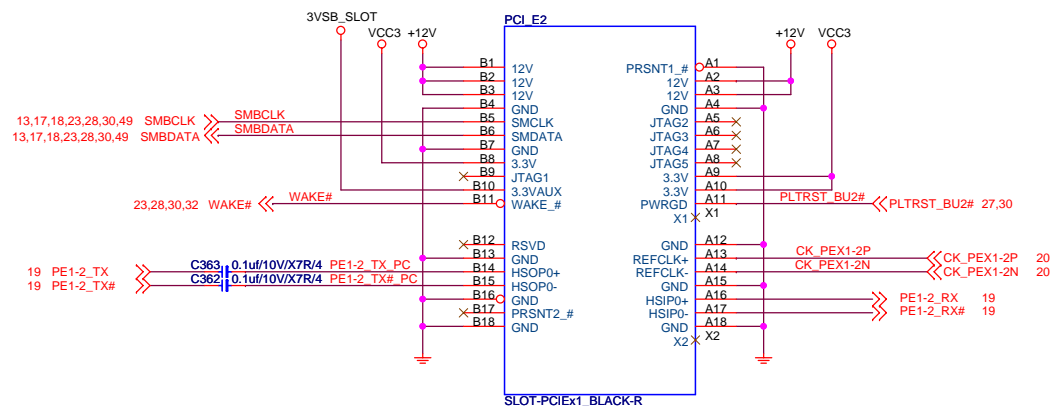 PCI_E2
3VSB_SLOT
VCC3 +12V
+12V VCC3
B1 12V
B2 12V
B3 12V
B4 GND
13,17,18,23,28,30,49 SMBCLK SMBCLK B5 SMCLK
13,17,18,23,28,30,49 SMBDATA SMBDATA B6 SMDATA
B7 GND
B8 3.3V
B9 JTAG1
B10 3.3VAUX
23,28,30,32 WAKE# WAKE# B11 WAKE_#
B12 RSVD
B13 GND
19 PE1-2_TX C363 0.1uf/10V/X7R/4 PE1-2_TX_PC B14 HSOP0+
19 PE1-2_TX# C362 0.1uf/10V/X7R/4 PE1-2_TX#_PC B15 HSOP0-
B16 GND
B17 PRSNT2_#
B18 GND
PRSNT1_# A1
12V A2
12V A3
GND A4
JTAG2 A5
JTAG3 A6
JTAG4 A7
JTAG5 A8
3.3V A9
3.3V A10
PWRGD A11 PLTRST_BU2# PLTRST_BU2# 27,30
X1 X1
GND A12
REFCLK+ A13 CK_PEX1-2P CK_PEX1-2P 20
REFCLK- A14 CK_PEX1-2N CK_PEX1-2N 20
GND A15
HSIP0+ A16 PE1-2_RX 19
HSIP0- A17 PE1-2_RX# 19
GND A18
X2 X2
SLOT-PCIEx1_BLACK-R